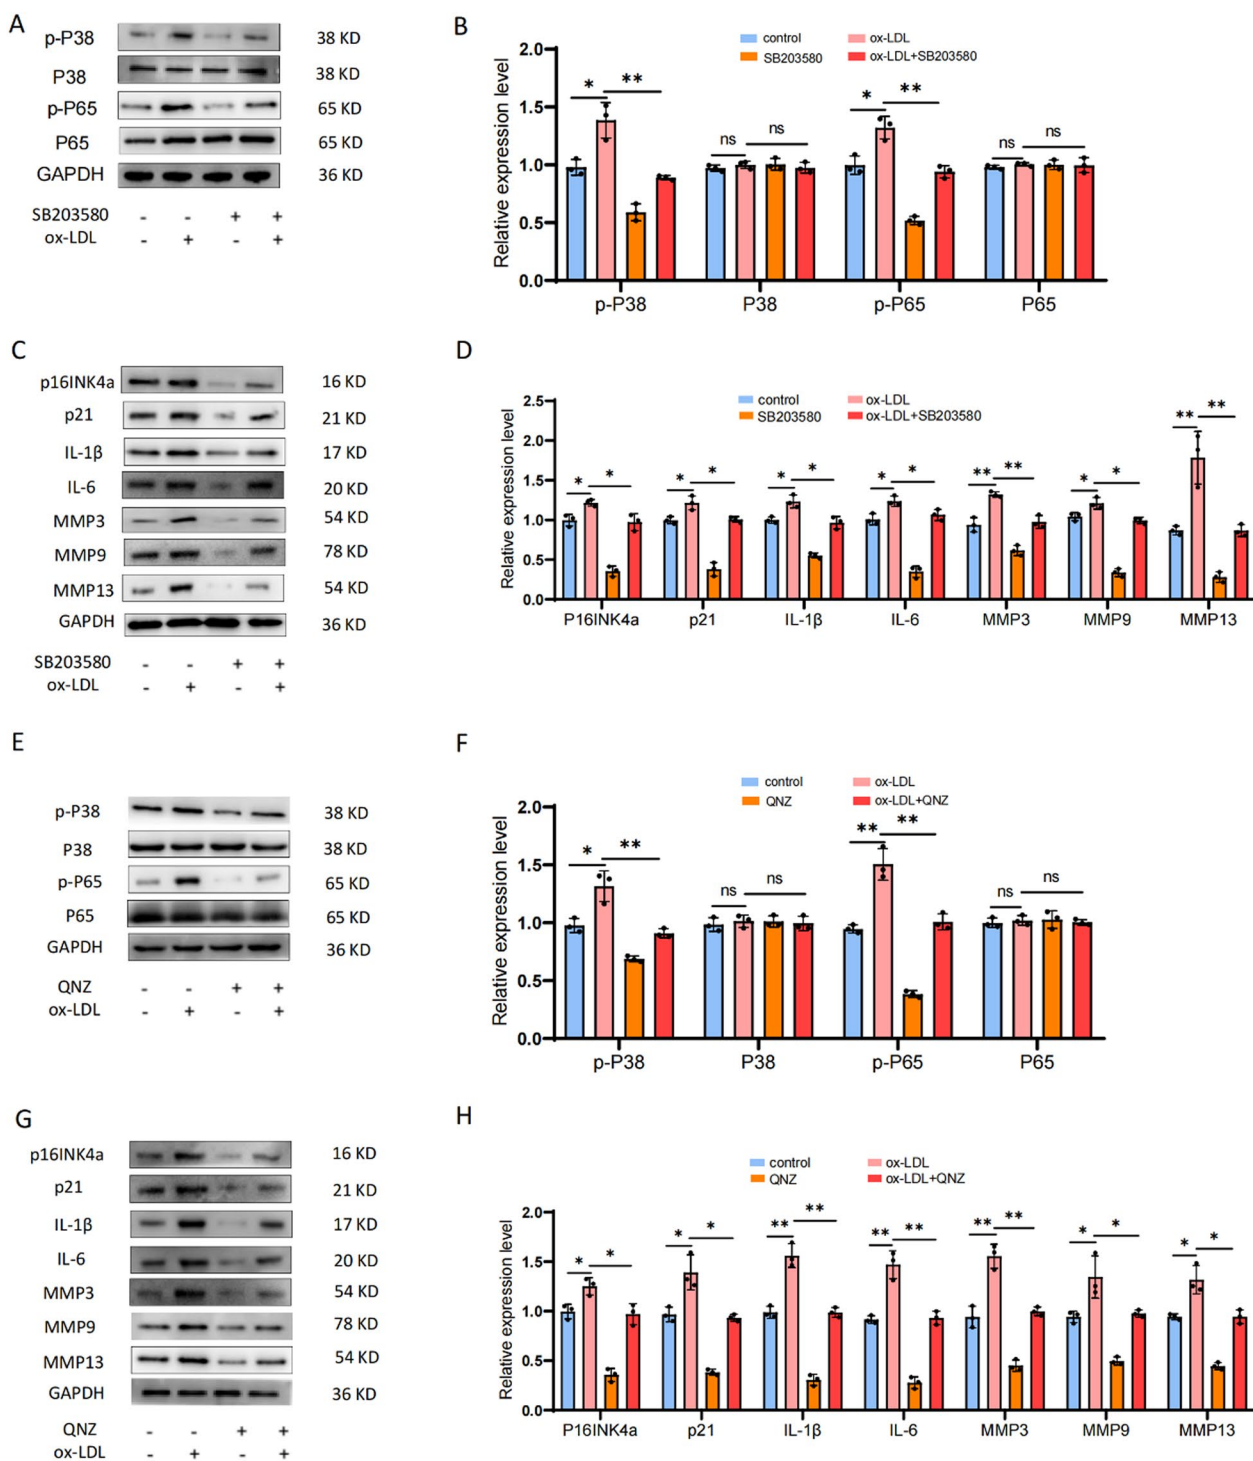 A
p-P38 38 KD
P38 38 KD
p-P65 65 KD
P65 65 KD
GAPDH 36 KD
SB203580 - - + +
ox-LDL - + - +
B
control ox-LDL
SB203580 ox-LDL+SB203580
Relative expression level
2.0
1.5
1.0
0.5
0.0
* ** ns ns * ** ns ns
p-P38 P38 p-P65 P65
C
p16INK4a 16 KD
p21 21 KD
IL-1β 17 KD
IL-6 20 KD
MMP3 54 KD
MMP9 78 KD
MMP13 54 KD
GAPDH 36 KD
SB203580 - - + +
ox-LDL - + - +
D
control ox-LDL
SB203580 ox-LDL+SB203580
Relative expression level
2.5
2.0
1.5
1.0
0.5
0.0
* * * * * * * * ** ** * * ** **
P16INK4a p21 IL-1β IL-6 MMP3 MMP9 MMP13
E
p-P38 38 KD
P38 38 KD
p-P65 65 KD
P65 65 KD
GAPDH 36 KD
QNZ - - + +
ox-LDL - + - +
F
control ox-LDL
QNZ ox-LDL+QNZ
Relative expression level
2.0
1.5
1.0
0.5
0.0
* ** ns ns ** ** ns ns
p-P38 P38 p-P65 P65
G
p16INK4a 16 KD
p21 21 KD
IL-1β 17 KD
IL-6 20 KD
MMP3 54 KD
MMP9 78 KD
MMP13 54 KD
GAPDH 36 KD
QNZ - - + +
ox-LDL - + - +
H
control ox-LDL
QNZ ox-LDL+QNZ
Relative expression level
2.0
1.5
1.0
0.5
0.0
* * * * ** ** ** ** ** ** * * * *
P16INK4a p21 IL-1β IL-6 MMP3 MMP9 MMP13